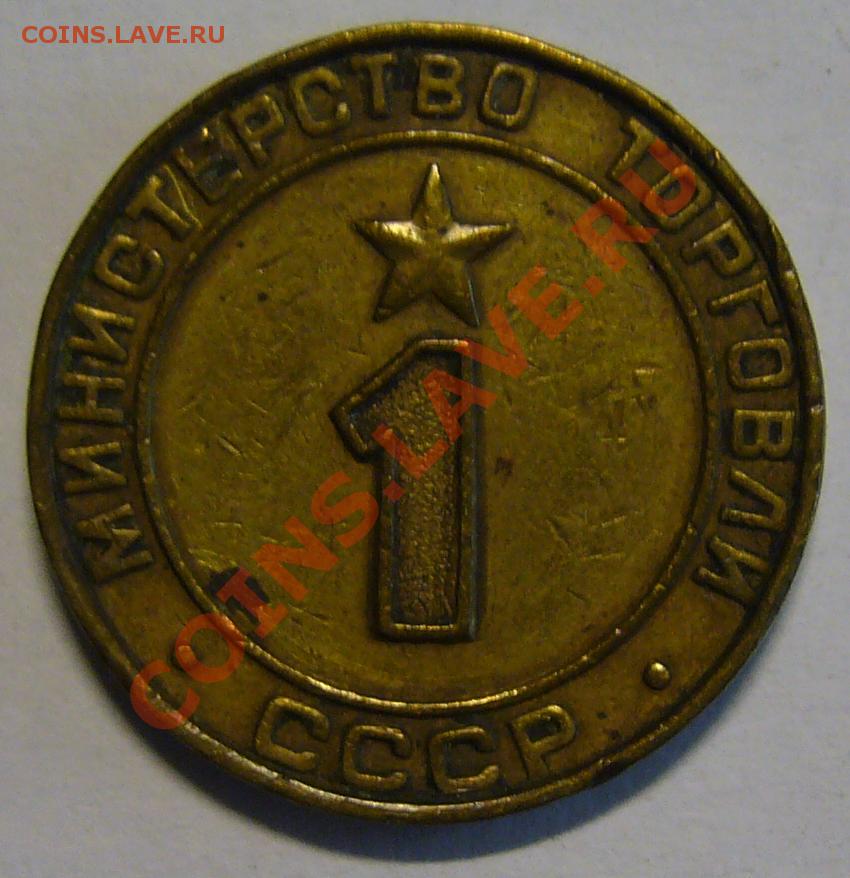 COINS.LAVE.RU
МИНИСТЕРСТВО ТОРГОВЛИ
1
СССР
COINS.LAVE.RU